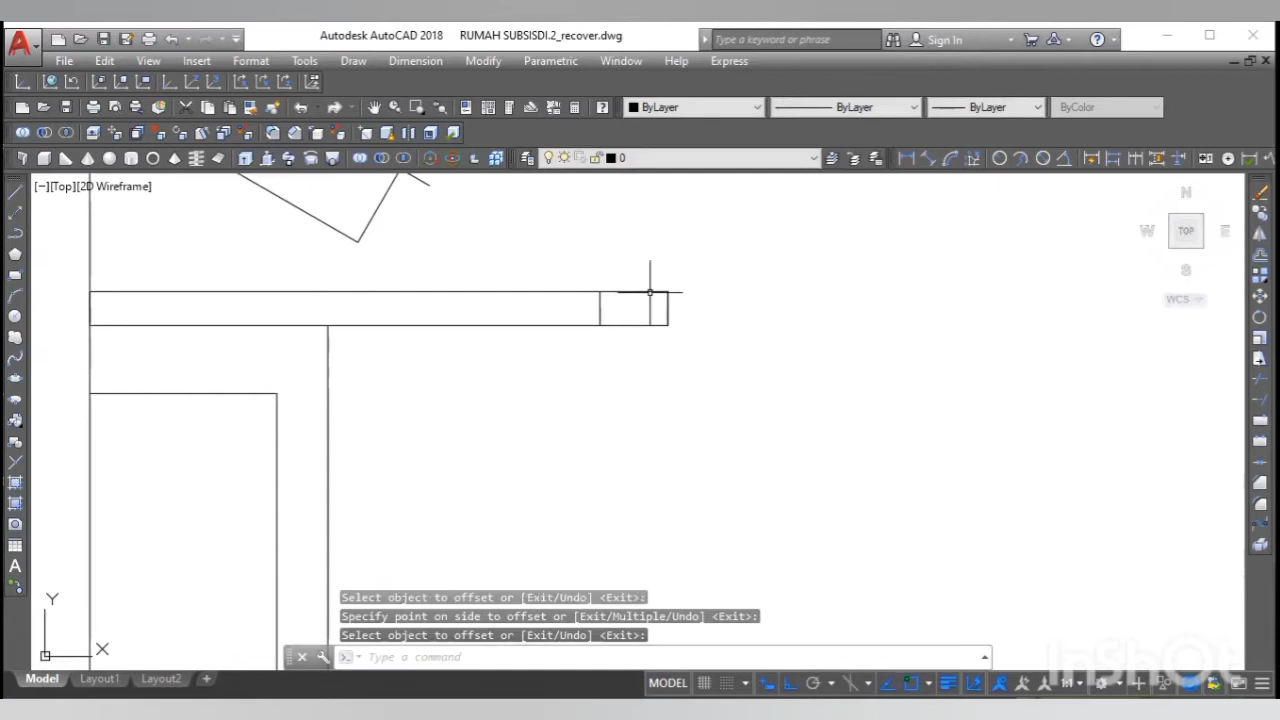 Autodesk AutoCAD 2018 RUMAH SUBSISDI.2_recover.dwg
Type a keyword or phrase
Sign In
File Edit View Insert Format Tools Draw Dimension Modify Parametric Window Help Express
ByLayer ByLayer ByLayer ByColor
0
[−][Top][2D Wireframe]
N
W TOP E
S
WCS
Y
X
Select object to offset or [Exit/Undo] <Exit>:
Specify point on side to offset or [Exit/Multiple/Undo] <Exit>:
Select object to offset or [Exit/Undo] <Exit>:
Type a command
Model Layout1 Layout2 +
MODEL 1:1
InShOt